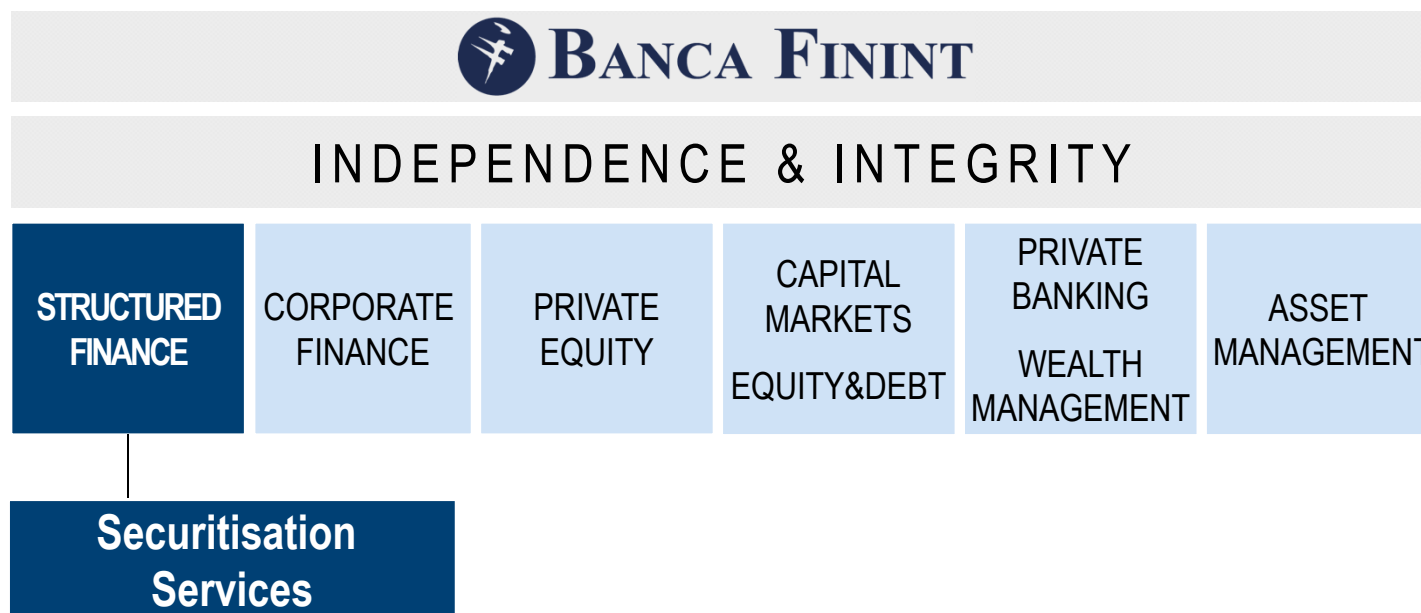 BANCA FININT
INDEPENDENCE & INTEGRITY
STRUCTURED
FINANCE
CORPORATE
FINANCE
PRIVATE
EQUITY
CAPITAL
MARKETS
EQUITY&DEBT
PRIVATE
BANKING
WEALTH
MANAGEMENT
ASSET
MANAGEMENT
Securitisation
Services